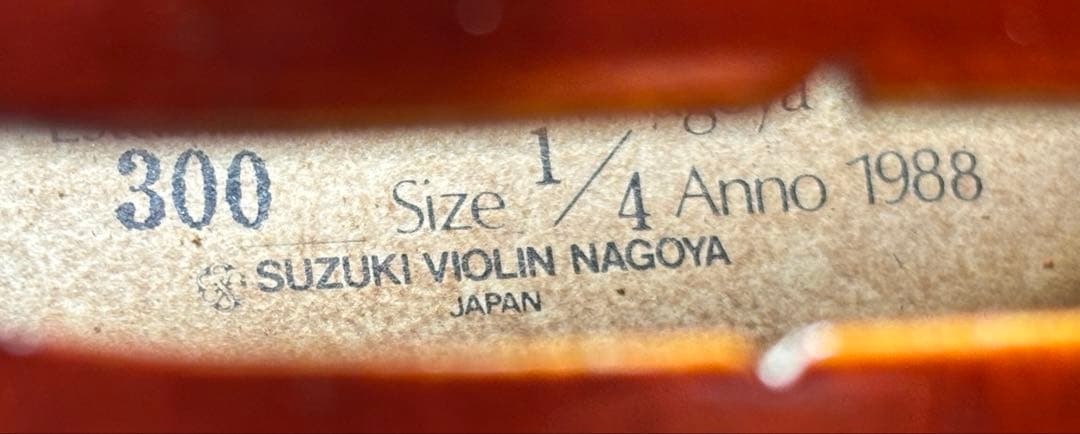 300 Size 1/4 Anno 1988
SUZUKI VIOLIN NAGOYA
JAPAN